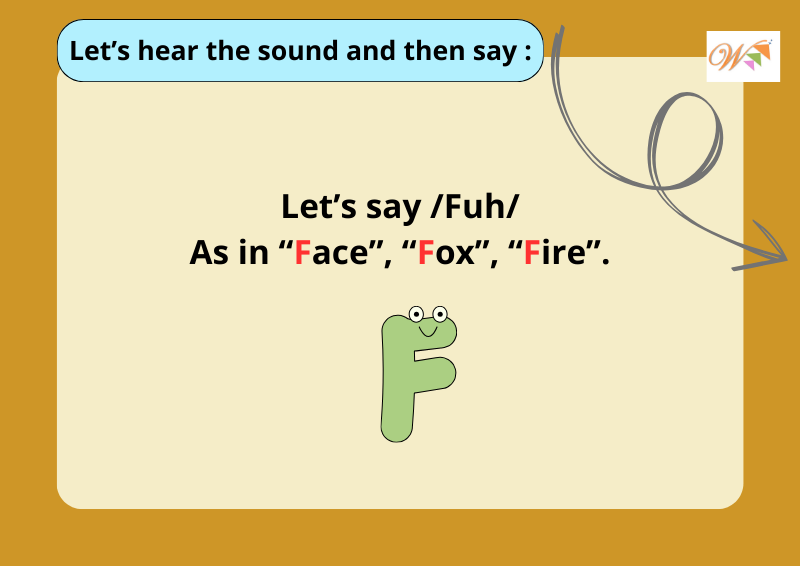 Let’s hear the sound and then say :
W
Let’s say /Fuh/
As in “Face”, “Fox”, “Fire”.
F